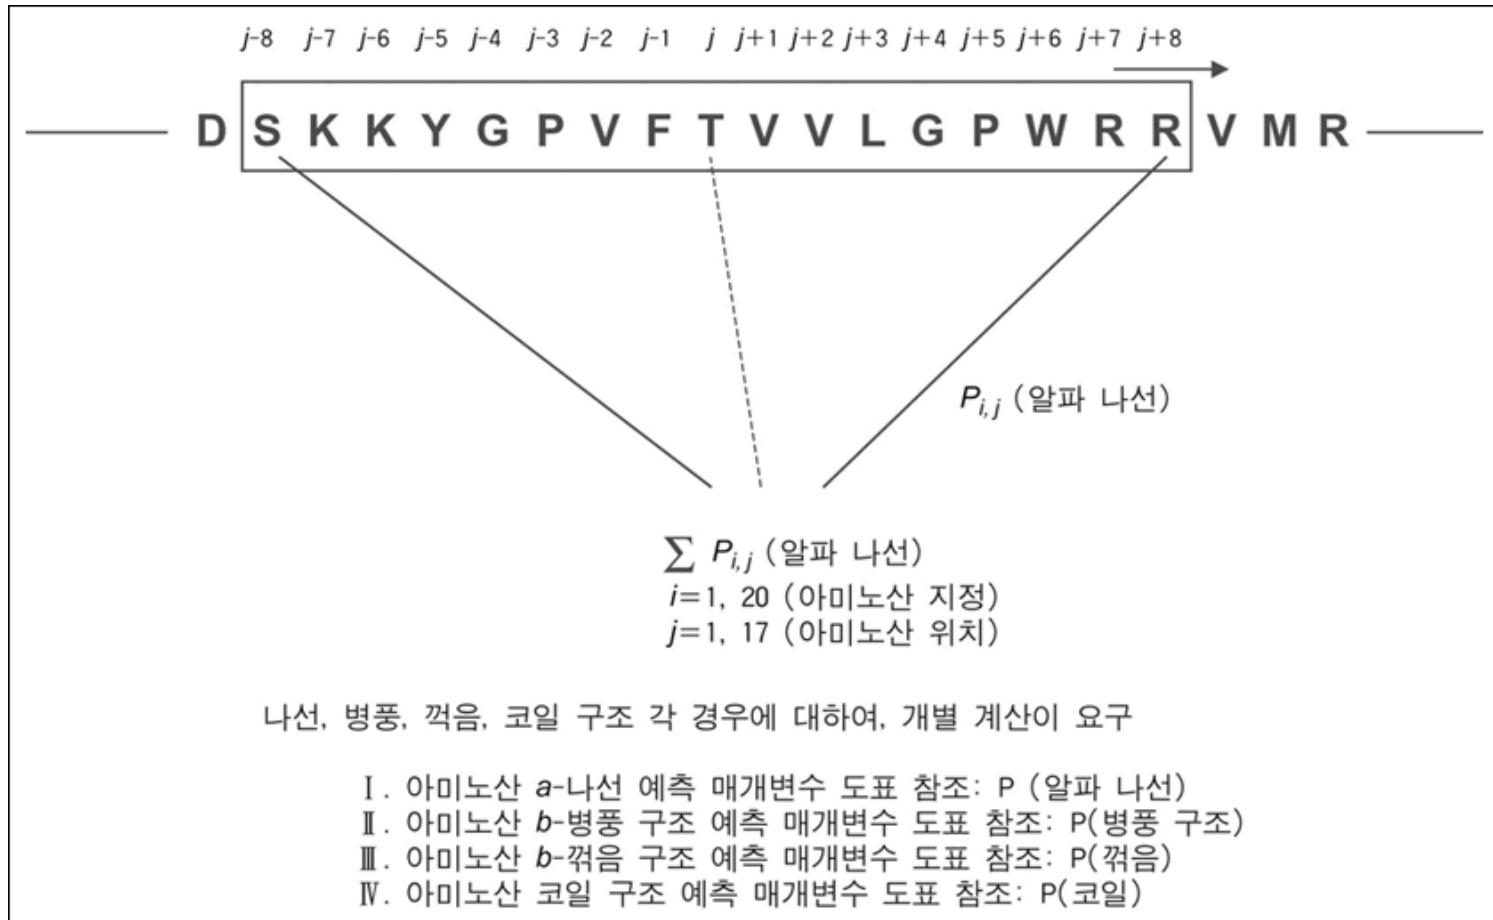 j-8 j-7 j-6 j-5 j-4 j-3 j-2 j-1 j j+1 j+2 j+3 j+4 j+5 j+6 j+7 j+8
D S K K Y G P V F T V V L G P W R R V M R
P_{i,j} (알파 나선)
∑ P_{i,j} (알파 나선)
i=1, 20 (아미노산 지정)
j=1, 17 (아미노산 위치)
나선, 병풍, 꺽음, 코일 구조 각 경우에 대하여, 개별 계산이 요구
Ⅰ. 아미노산 a-나선 예측 매개변수 도표 참조: P (알파 나선)
Ⅱ. 아미노산 b-병풍 구조 예측 매개변수 도표 참조: P(병풍 구조)
Ⅲ. 아미노산 b-꺾음 구조 예측 매개변수 도표 참조: P(꺾음)
Ⅳ. 아미노산 코일 구조 예측 매개변수 도표 참조: P(코일)